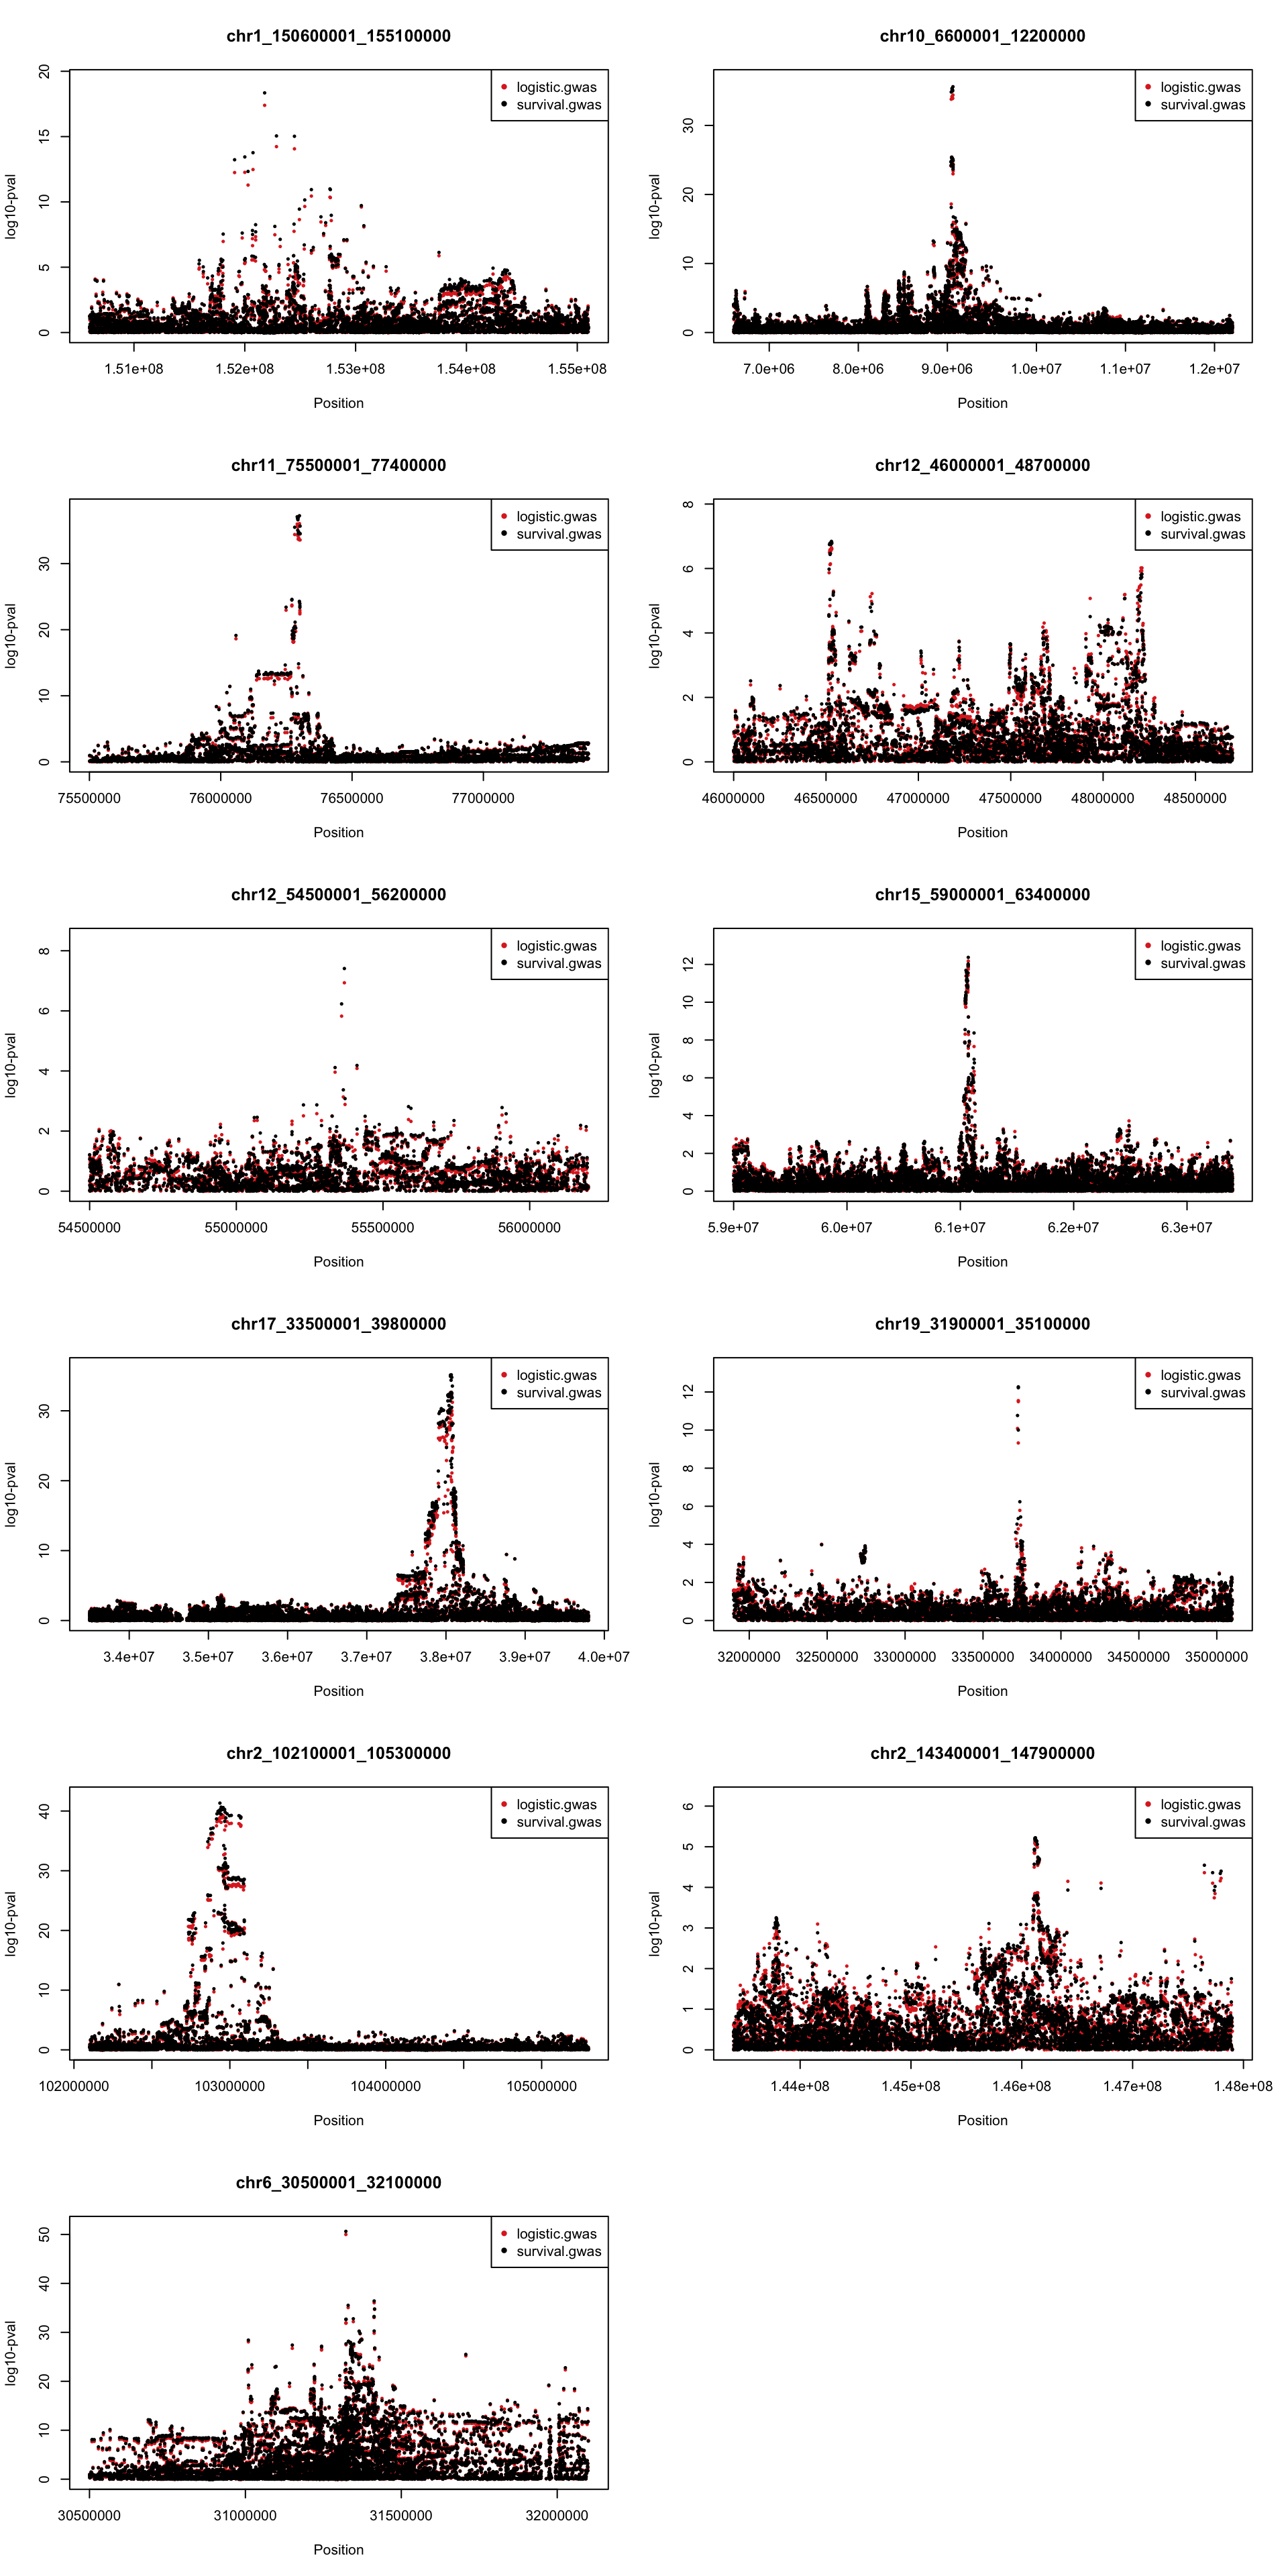 chr1_150600001_155100000
logistic.gwas
survival.gwas
log10-pval
0 5 10 15 20
1.51e+08 1.52e+08 1.53e+08 1.54e+08 1.55e+08
Position
chr10_6600001_12200000
logistic.gwas
survival.gwas
log10-pval
0 10 20 30
7.0e+06 8.0e+06 9.0e+06 1.0e+07 1.1e+07 1.2e+07
Position
chr11_75500001_77400000
logistic.gwas
survival.gwas
log10-pval
0 10 20 30
75500000 76000000 76500000 77000000
Position
chr12_46000001_48700000
logistic.gwas
survival.gwas
log10-pval
0 2 4 6 8
46000000 46500000 47000000 47500000 48000000 48500000
Position
chr12_54500001_56200000
logistic.gwas
survival.gwas
log10-pval
0 2 4 6 8
54500000 55000000 55500000 56000000
Position
chr15_59000001_63400000
logistic.gwas
survival.gwas
log10-pval
0 2 4 6 8 10 12
5.9e+07 6.0e+07 6.1e+07 6.2e+07 6.3e+07
Position
chr17_33500001_39800000
logistic.gwas
survival.gwas
log10-pval
0 10 20 30
3.4e+07 3.5e+07 3.6e+07 3.7e+07 3.8e+07 3.9e+07 4.0e+07
Position
chr19_31900001_35100000
logistic.gwas
survival.gwas
log10-pval
0 2 4 6 8 10 12
32000000 32500000 33000000 33500000 34000000 34500000 35000000
Position
chr2_102100001_105300000
logistic.gwas
survival.gwas
log10-pval
0 10 20 30 40
102000000 103000000 104000000 105000000
Position
chr2_143400001_147900000
logistic.gwas
survival.gwas
log10-pval
0 1 2 3 4 5 6
1.44e+08 1.45e+08 1.46e+08 1.47e+08 1.48e+08
Position
chr6_30500001_32100000
logistic.gwas
survival.gwas
log10-pval
0 10 20 30 40 50
30500000 31000000 31500000 32000000
Position